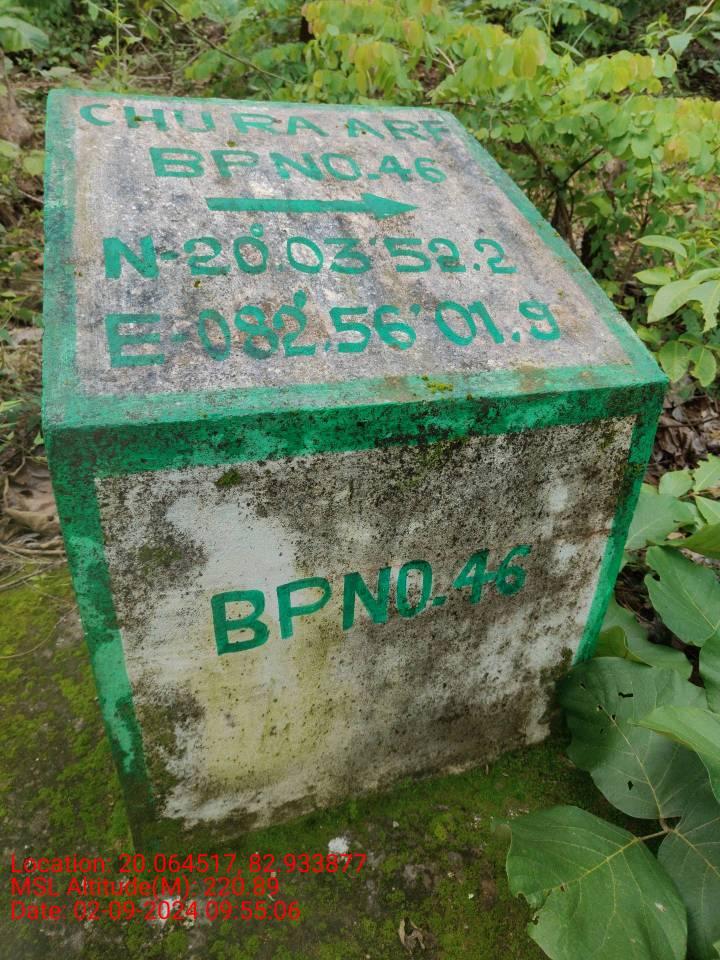 CHURA ARF
BPNO.46
N-20°.03'52.2
E-082°.56'01.9
BPNO.46
Location: 20.064517, 82.933877
MSL Altitude(M): 220.89
Date: 02-09-2024 09:55:06